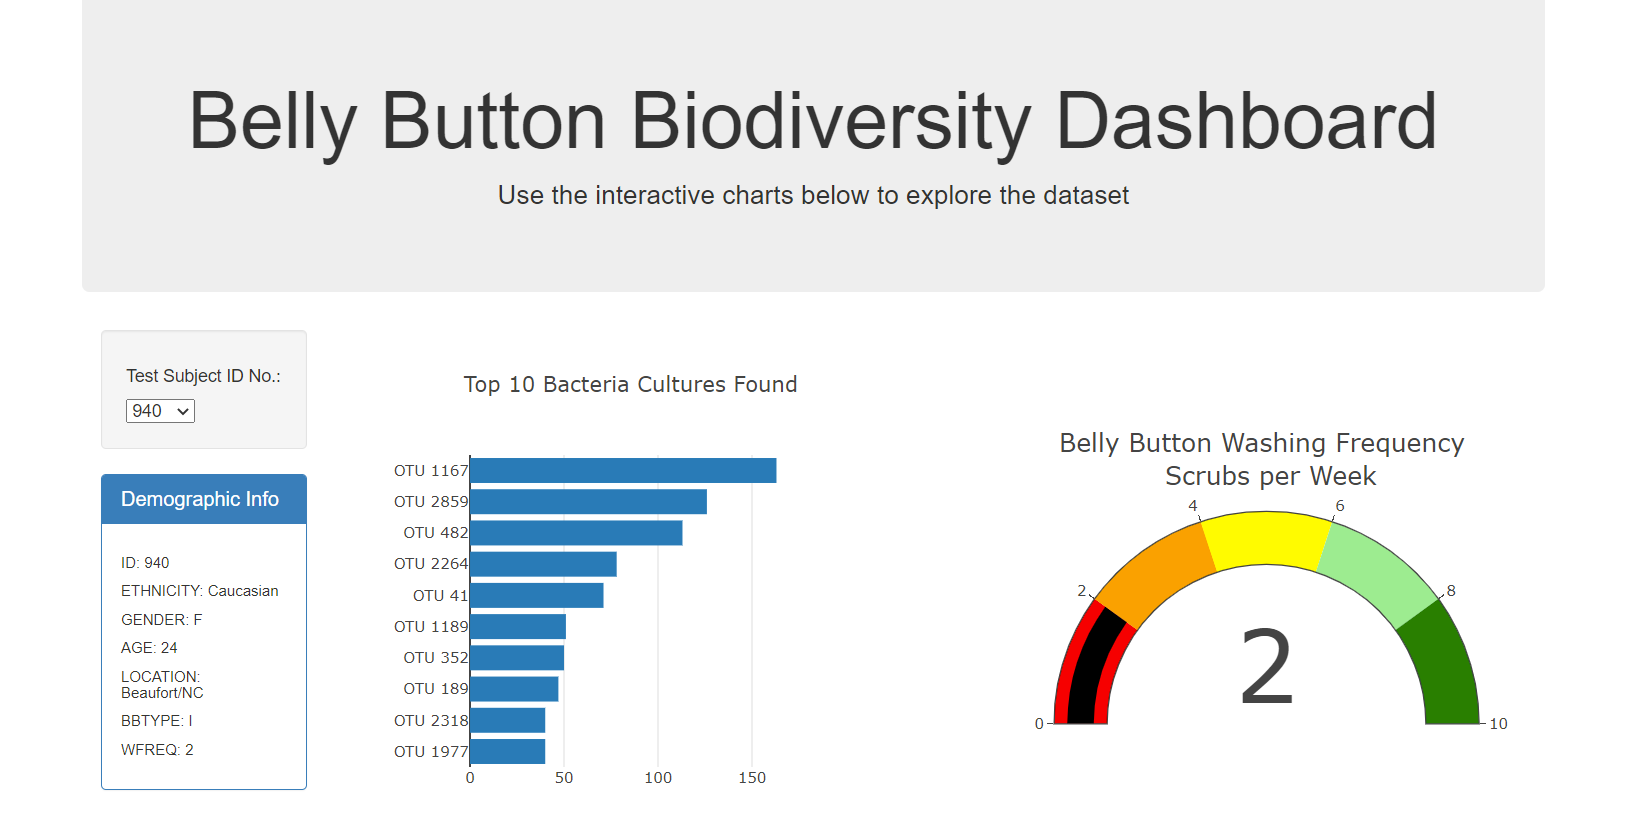 Belly Button Biodiversity Dashboard
Use the interactive charts below to explore the dataset
Test Subject ID No.:
940
Demographic Info
ID: 940
ETHNICITY: Caucasian
GENDER: F
AGE: 24
LOCATION:
Beaufort/NC
BBTYPE: I
WFREQ: 2
Top 10 Bacteria Cultures Found
OTU 1167
OTU 2859
OTU 482
OTU 2264
OTU 41
OTU 1189
OTU 352
OTU 189
OTU 2318
OTU 1977
0 50 100 150
Belly Button Washing Frequency
Scrubs per Week
4 6
2 8
2
0 10